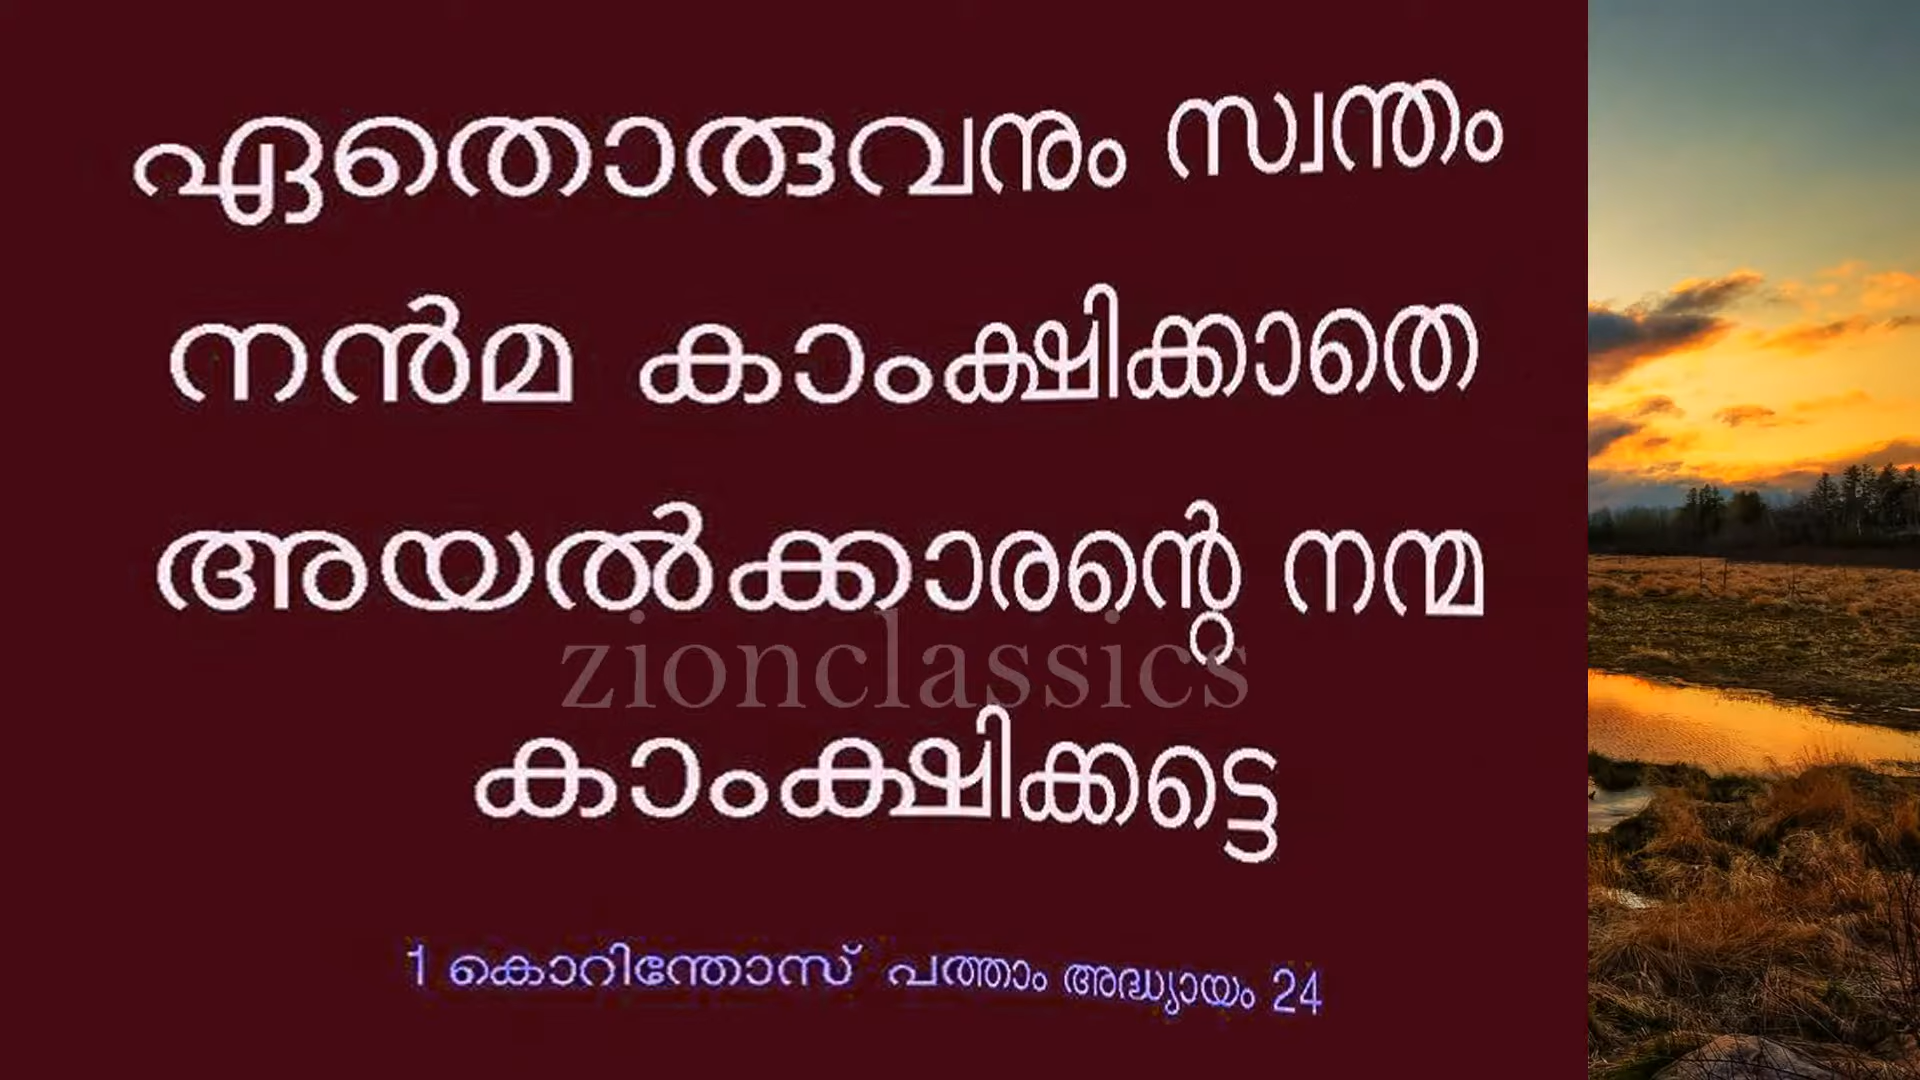 ഏതൊരുവനും സ്വന്തം
നൻമ കാംക്ഷിക്കാതെ
അയൽക്കാരന്റെ നന്മ
zionclassics
കാംക്ഷിക്കട്ടെ
1 കൊറിന്തോസ് പത്താം അദ്ധ്യായം 24